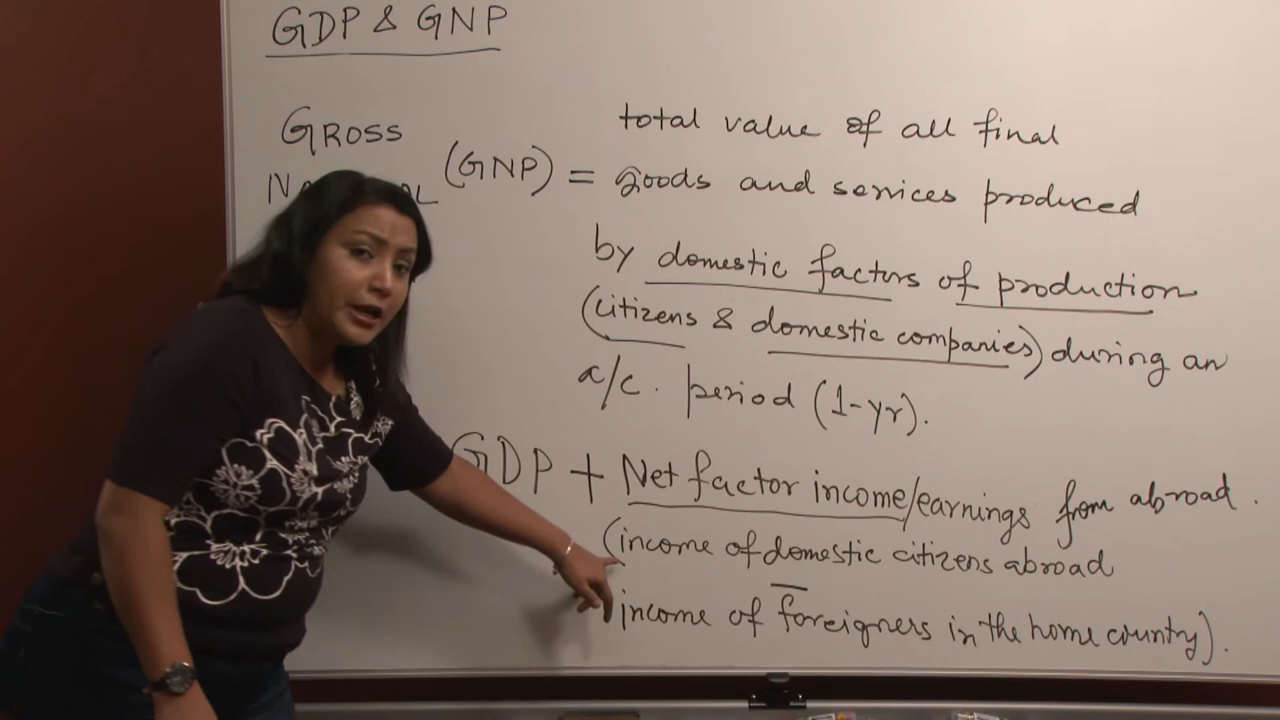 GDP & GNP
GROSS
(GNP) =
total value of all final
goods and services produced
by domestic factors of production
(citizens & domestic companies) during an
a/c. period (1-yr).
GDP + Net factor income/earnings from abroad.
(income of domestic citizens abroad
—
income of foreigners in the home country).